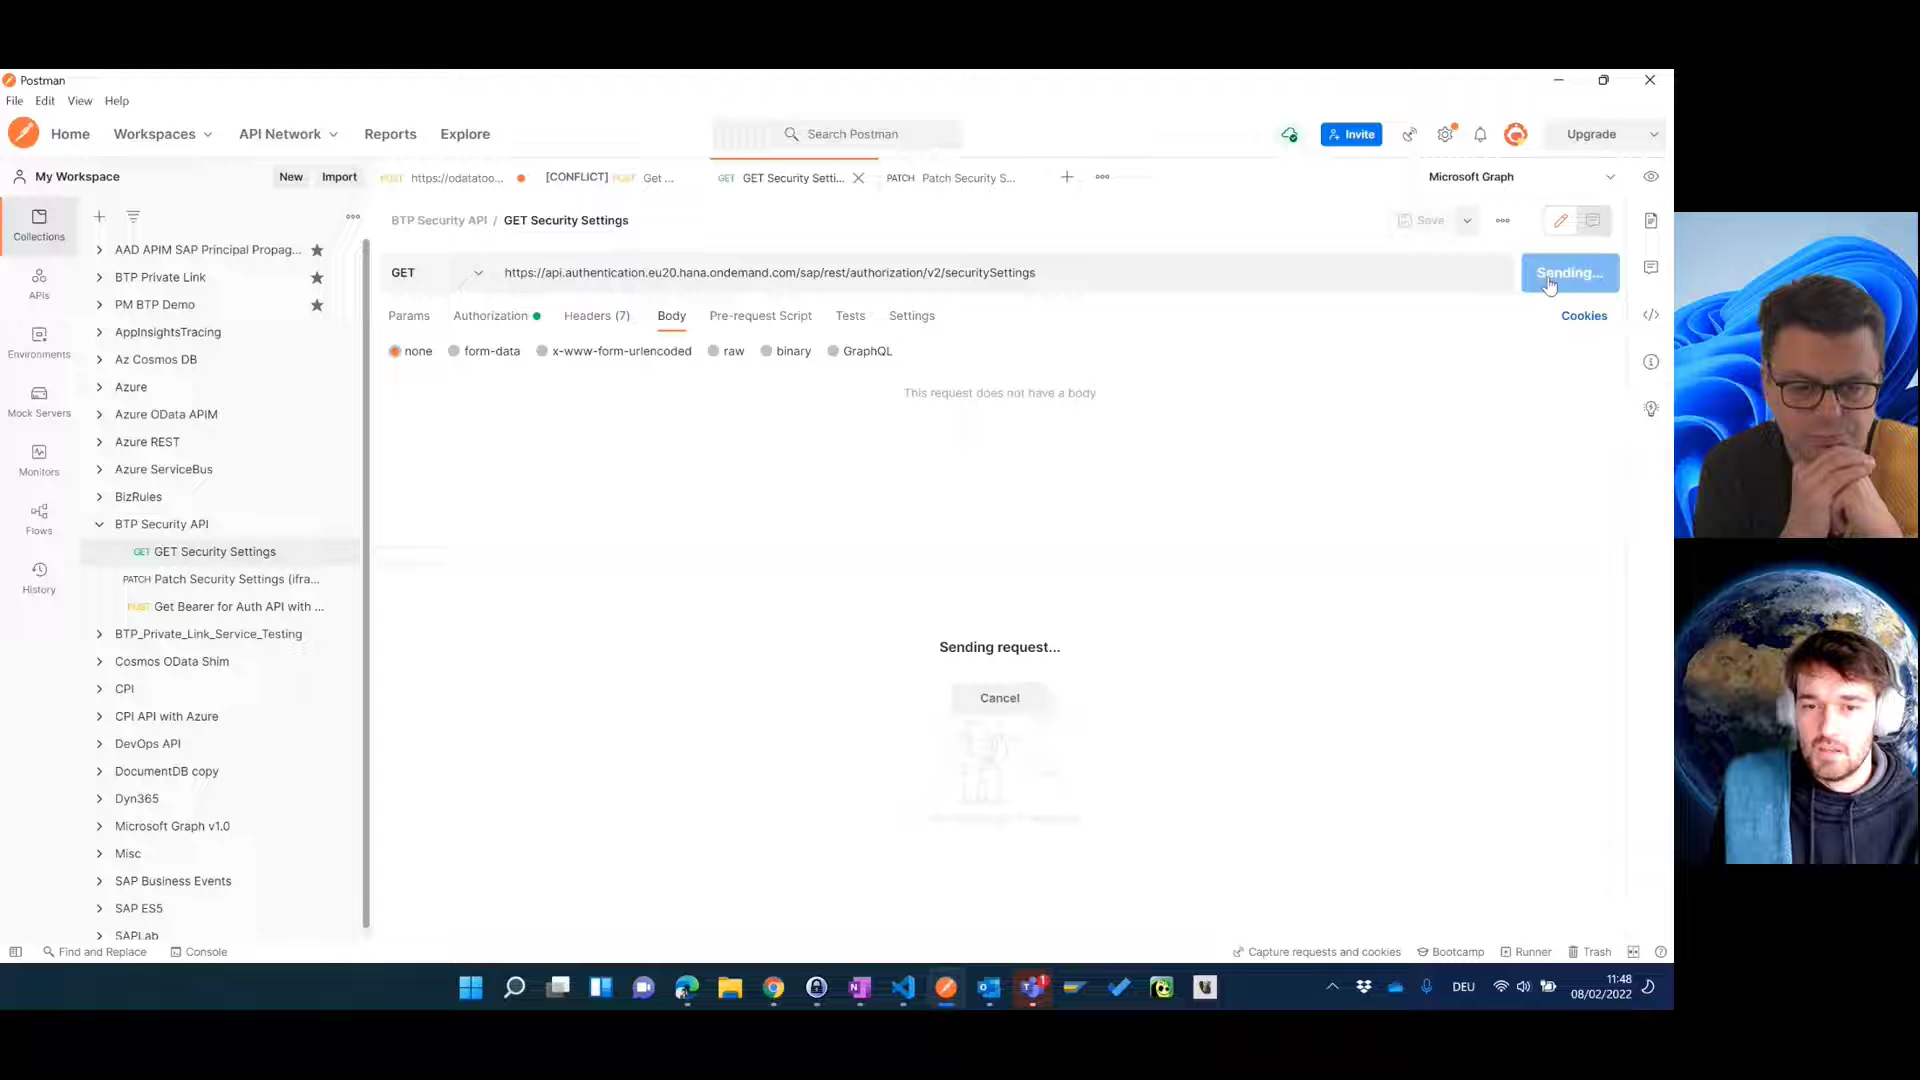 Postman
File Edit View Help
Home Workspaces API Network Reports Explore
Search Postman
Invite
Upgrade
My Workspace
New Import
POST https://odatatoo...
[CONFLICT] POST Get ...
GET GET Security Setti...
PATCH Patch Security S...
Microsoft Graph
BTP Security API / GET Security Settings
Save
GET https://api.authentication.eu20.hana.ondemand.com/sap/rest/authorization/v2/securitySettings
Sending...
Params Authorization Headers (7) Body Pre-request Script Tests Settings
Cookies
none form-data x-www-form-urlencoded raw binary GraphQL
This request does not have a body
Sending request...
Cancel
Collections
APIs
Environments
Mock Servers
Monitors
Flows
History
AAD APIM SAP Principal Propag...
BTP Private Link
PM BTP Demo
AppInsightsTracing
Az Cosmos DB
Azure
Azure OData APIM
Azure REST
Azure ServiceBus
BizRules
BTP Security API
GET GET Security Settings
PATCH Patch Security Settings (ifra...
POST Get Bearer for Auth API with ...
BTP_Private_Link_Service_Testing
Cosmos OData Shim
CPI
CPI API with Azure
DevOps API
DocumentDB copy
Dyn365
Microsoft Graph v1.0
Misc
SAP Business Events
SAP ES5
SAPLab
Find and Replace Console
Capture requests and cookies Bootcamp Runner Trash
1
DEU
11:48
08/02/2022